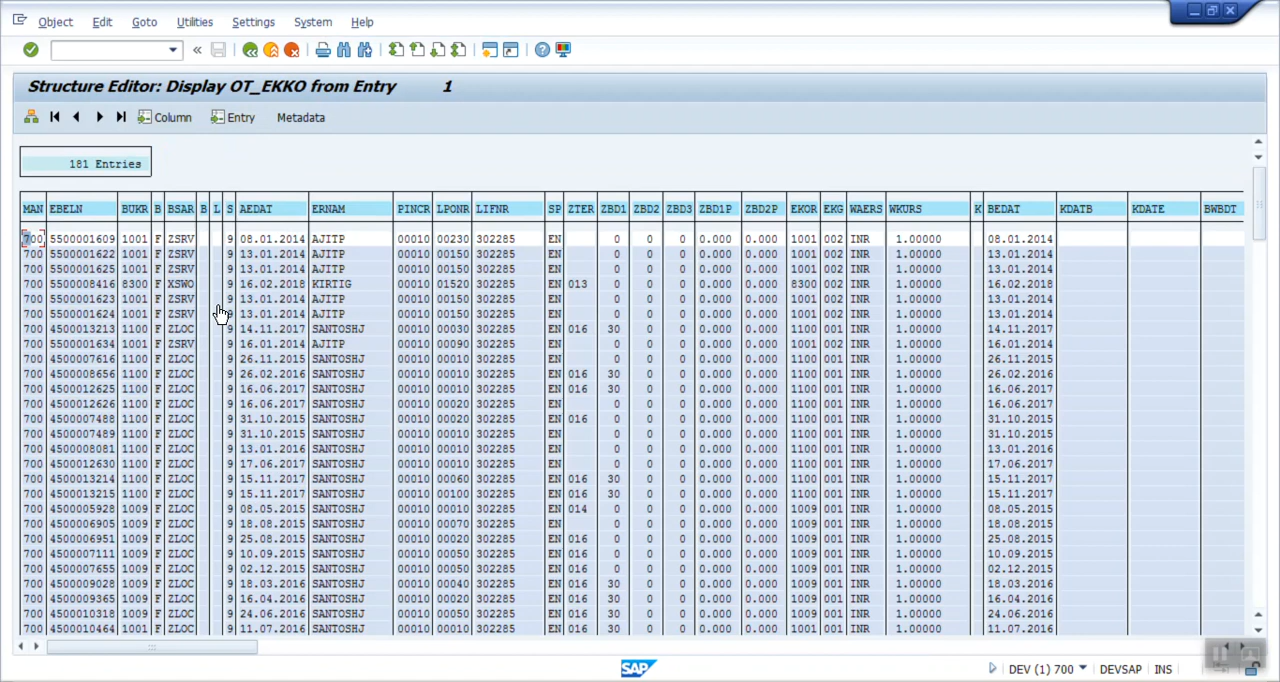 Object Edit Goto Utilities Settings System Help
Structure Editor: Display OT_EKKO from Entry 1
Column Entry Metadata
181 Entries
MAN EBELN BUKR B BSAR B L S AEDAT ERNAM PINCR LPONR LIFNR SP ZTER ZBD1 ZBD2 ZBD3 ZBD1P ZBD2P EKOR EKG WAERS WKURS K BEDAT KDATB KDATE BWBDT
700 5500001609 1001 F ZSRV 9 08.01.2014 AJITP 00010 00230 302285 EN 0 0 0 0.000 0.000 1001 002 INR 1.00000 08.01.2014
700 5500001622 1001 F ZSRV 9 13.01.2014 AJITP 00010 00150 302285 EN 0 0 0 0.000 0.000 1001 002 INR 1.00000 13.01.2014
700 5500001625 1001 F ZSRV 9 13.01.2014 AJITP 00010 00150 302285 EN 0 0 0 0.000 0.000 1001 002 INR 1.00000 13.01.2014
700 5500008416 8300 F XSWO 9 16.02.2018 KIRTIG 00010 01520 302285 EN 013 0 0 0 0.000 0.000 8300 002 INR 1.00000 16.02.2018
700 5500001623 1001 F ZSRV 9 13.01.2014 AJITP 00010 00150 302285 EN 0 0 0 0.000 0.000 1001 002 INR 1.00000 13.01.2014
700 5500001624 1001 F ZSRV 9 13.01.2014 AJITP 00010 00150 302285 EN 0 0 0 0.000 0.000 1001 002 INR 1.00000 13.01.2014
700 4500013213 1100 F ZLOC 9 14.11.2017 SANTOSHJ 00010 00030 302285 EN 016 30 0 0 0.000 0.000 1100 001 INR 1.00000 14.11.2017
700 5500001634 1001 F ZSRV 9 16.01.2014 AJITP 00010 00090 302285 EN 0 0 0 0.000 0.000 1001 002 INR 1.00000 16.01.2014
700 4500007616 1100 F ZLOC 9 26.11.2015 SANTOSHJ 00010 00010 302285 EN 0 0 0 0.000 0.000 1100 001 INR 1.00000 26.11.2015
700 4500008656 1100 F ZLOC 9 26.02.2016 SANTOSHJ 00010 00010 302285 EN 016 30 0 0 0.000 0.000 1100 001 INR 1.00000 26.02.2016
700 4500012625 1100 F ZLOC 9 16.06.2017 SANTOSHJ 00010 00010 302285 EN 016 30 0 0 0.000 0.000 1100 001 INR 1.00000 16.06.2017
700 4500012626 1100 F ZLOC 9 16.06.2017 SANTOSHJ 00010 00020 302285 EN 0 0 0 0.000 0.000 1100 001 INR 1.00000 16.06.2017
700 4500007488 1100 F ZLOC 9 31.10.2015 SANTOSHJ 00010 00020 302285 EN 016 0 0 0 0.000 0.000 1100 001 INR 1.00000 31.10.2015
700 4500007489 1100 F ZLOC 9 31.10.2015 SANTOSHJ 00010 00010 302285 EN 0 0 0 0.000 0.000 1100 001 INR 1.00000 31.10.2015
700 4500008081 1100 F ZLOC 9 13.01.2016 SANTOSHJ 00010 00010 302285 EN 0 0 0 0.000 0.000 1100 001 INR 1.00000 13.01.2016
700 4500012630 1100 F ZLOC 9 17.06.2017 SANTOSHJ 00010 00010 302285 EN 0 0 0 0.000 0.000 1100 001 INR 1.00000 17.06.2017
700 4500013214 1100 F ZLOC 9 15.11.2017 SANTOSHJ 00010 00060 302285 EN 016 30 0 0 0.000 0.000 1100 001 INR 1.00000 15.11.2017
700 4500013215 1100 F ZLOC 9 15.11.2017 SANTOSHJ 00010 00100 302285 EN 016 30 0 0 0.000 0.000 1100 001 INR 1.00000 15.11.2017
700 4500005928 1009 F ZLOC 9 08.05.2015 SANTOSHJ 00010 00010 302285 EN 014 0 0 0 0.000 0.000 1009 001 INR 1.00000 08.05.2015
700 4500006905 1009 F ZLOC 9 18.08.2015 SANTOSHJ 00010 00070 302285 EN 0 0 0 0.000 0.000 1009 001 INR 1.00000 18.08.2015
700 4500006951 1009 F ZLOC 9 25.08.2015 SANTOSHJ 00010 00020 302285 EN 016 0 0 0 0.000 0.000 1009 001 INR 1.00000 25.08.2015
700 4500007111 1009 F ZLOC 9 10.09.2015 SANTOSHJ 00010 00050 302285 EN 016 0 0 0 0.000 0.000 1009 001 INR 1.00000 10.09.2015
700 4500007655 1009 F ZLOC 9 02.12.2015 SANTOSHJ 00010 00050 302285 EN 016 0 0 0 0.000 0.000 1009 001 INR 1.00000 02.12.2015
700 4500009028 1009 F ZLOC 9 18.03.2016 SANTOSHJ 00010 00040 302285 EN 016 30 0 0 0.000 0.000 1009 001 INR 1.00000 18.03.2016
700 4500009365 1009 F ZLOC 9 16.04.2016 SANTOSHJ 00010 00020 302285 EN 016 30 0 0 0.000 0.000 1009 001 INR 1.00000 16.04.2016
700 4500010318 1009 F ZLOC 9 24.06.2016 SANTOSHJ 00010 00050 302285 EN 016 30 0 0 0.000 0.000 1009 001 INR 1.00000 24.06.2016
700 4500010464 1001 F ZLOC 9 11.07.2016 SANTOSHJ 00010 00010 302285 EN 016 30 0 0 0.000 0.000 1001 001 INR 1.00000 11.07.2016
SAP DEV (1) 700 DEVSAP INS